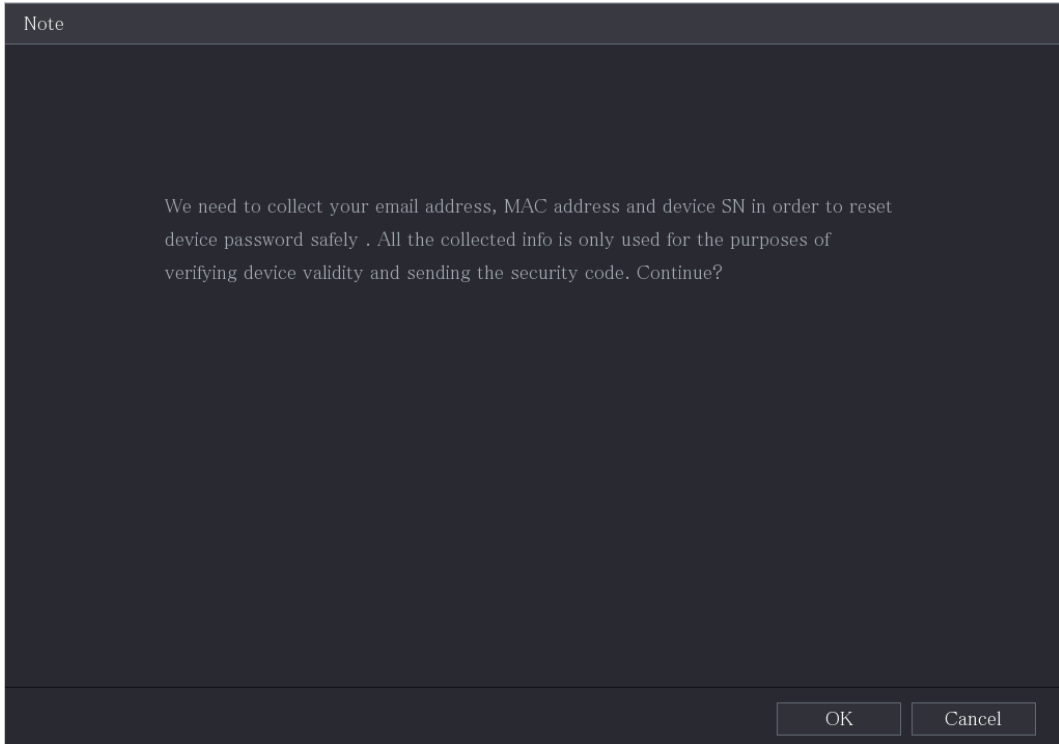 Note
We need to collect your email address, MAC address and device SN in order to reset
device password safely . All the collected info is only used for the purposes of
verifying device validity and sending the security code. Continue?
OK
Cancel